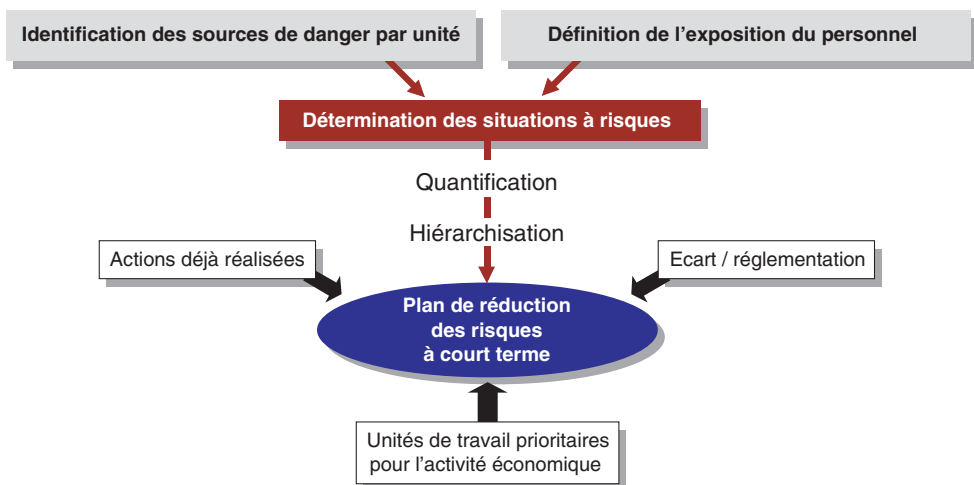 Identification des sources de danger par unité
Définition de l'exposition du personnel
Détermination des situations à risques
Quantification
Hiérarchisation
Actions déjà réalisées
Ecart / réglementation
Plan de réduction
des risques
à court terme
Unités de travail prioritaires
pour l'activité économique